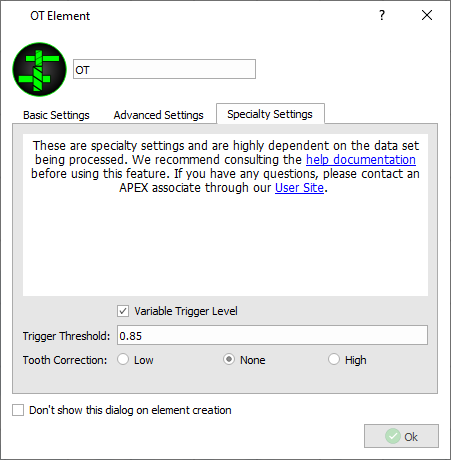 OT Element
?
OT
Basic Settings
Advanced Settings
Specialty Settings
These are specialty settings and are highly dependent on the data set
being processed. We recommend consulting the help documentation
before using this feature. If you have any questions, please contact an
APEX associate through our User Site.
Variable Trigger Level
Trigger Threshold: 0.85
Tooth Correction: Low None High
Don't show this dialog on element creation
Ok